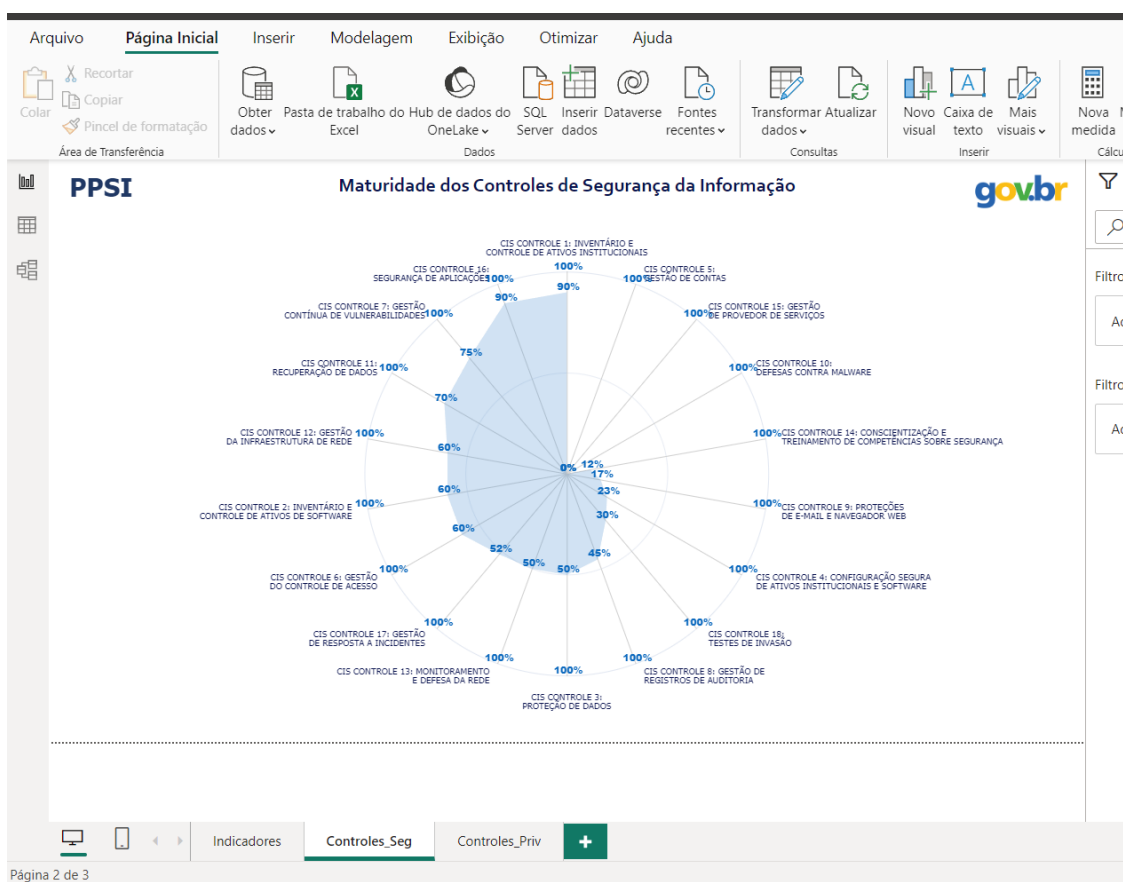 Arquivo Página Inicial Inserir Modelagem Exibição Otimizar Ajuda
Colar
Recortar
Copiar
Pincel de formatação
Área de Transferência
Obter dados
Pasta de trabalho do Excel
Hub de dados do OneLake
SQL Server
Inserir dados
Dataverse
Fontes recentes
Dados
Transformar dados
Atualizar
Consultas
Novo visual
Caixa de texto
Mais visuais
Inserir
Nova medida
PPSI
Maturidade dos Controles de Segurança da Informação
gov.br
CIS CONTROLE 1: INVENTÁRIO E
CONTROLE DE ATIVOS INSTITUCIONAIS
100%
90%
CIS CONTROLE 5:
GESTÃO DE CONTAS
100%
CIS CONTROLE 15: GESTÃO
DE PROVEDOR DE SERVIÇOS
100%
CIS CONTROLE 10:
DEFESAS CONTRA MALWARE
100%
0%
CIS CONTROLE 14: CONSCIENTIZAÇÃO E
TREINAMENTO DE COMPETÊNCIAS SOBRE SEGURANÇA
100%
12%
CIS CONTROLE 9: PROTEÇÕES
DE E-MAIL E NAVEGADOR WEB
100%
17%
CIS CONTROLE 4: CONFIGURAÇÃO SEGURA
DE ATIVOS INSTITUCIONAIS E SOFTWARE
100%
23%
CIS CONTROLE 18:
TESTES DE INVASÃO
100%
30%
CIS CONTROLE 8: GESTÃO DE
REGISTROS DE AUDITORIA
100%
45%
CIS CONTROLE 3:
PROTEÇÃO DE DADOS
100%
50%
CIS CONTROLE 13: MONITORAMENTO
E DEFESA DA REDE
100%
50%
CIS CONTROLE 17: GESTÃO
DE RESPOSTA A INCIDENTES
100%
52%
CIS CONTROLE 6: GESTÃO
DO CONTROLE DE ACESSO
100%
60%
CIS CONTROLE 2: INVENTÁRIO E
CONTROLE DE ATIVOS DE SOFTWARE
100%
60%
CIS CONTROLE 12: GESTÃO
DA INFRAESTRUTURA DE REDE
100%
60%
CIS CONTROLE 11:
RECUPERAÇÃO DE DADOS
100%
70%
CIS CONTROLE 7: GESTÃO
CONTÍNUA DE VULNERABILIDADES
100%
75%
CIS CONTROLE 16:
SEGURANÇA DE APLICAÇÕES
100%
90%
Indicadores Controles_Seg Controles_Priv
Página 2 de 3